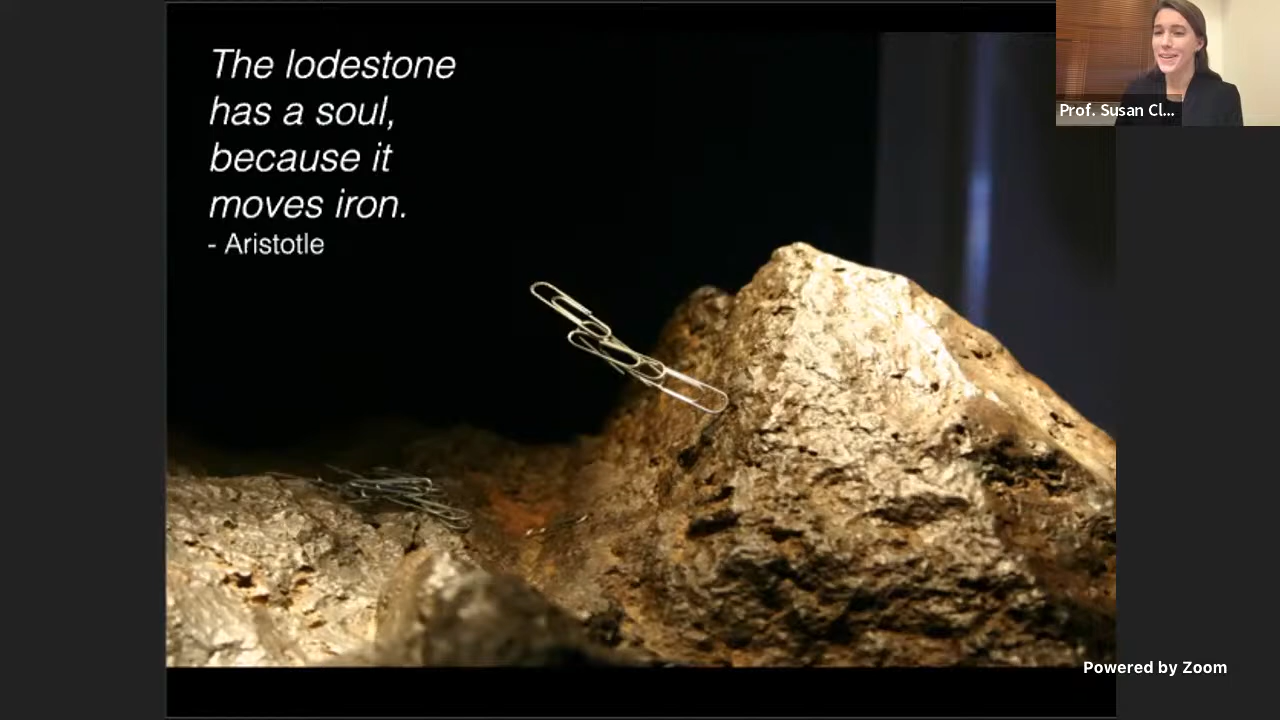 The lodestone
has a soul,
because it
moves iron.
- Aristotle
Prof. Susan Cl...
Powered by Zoom